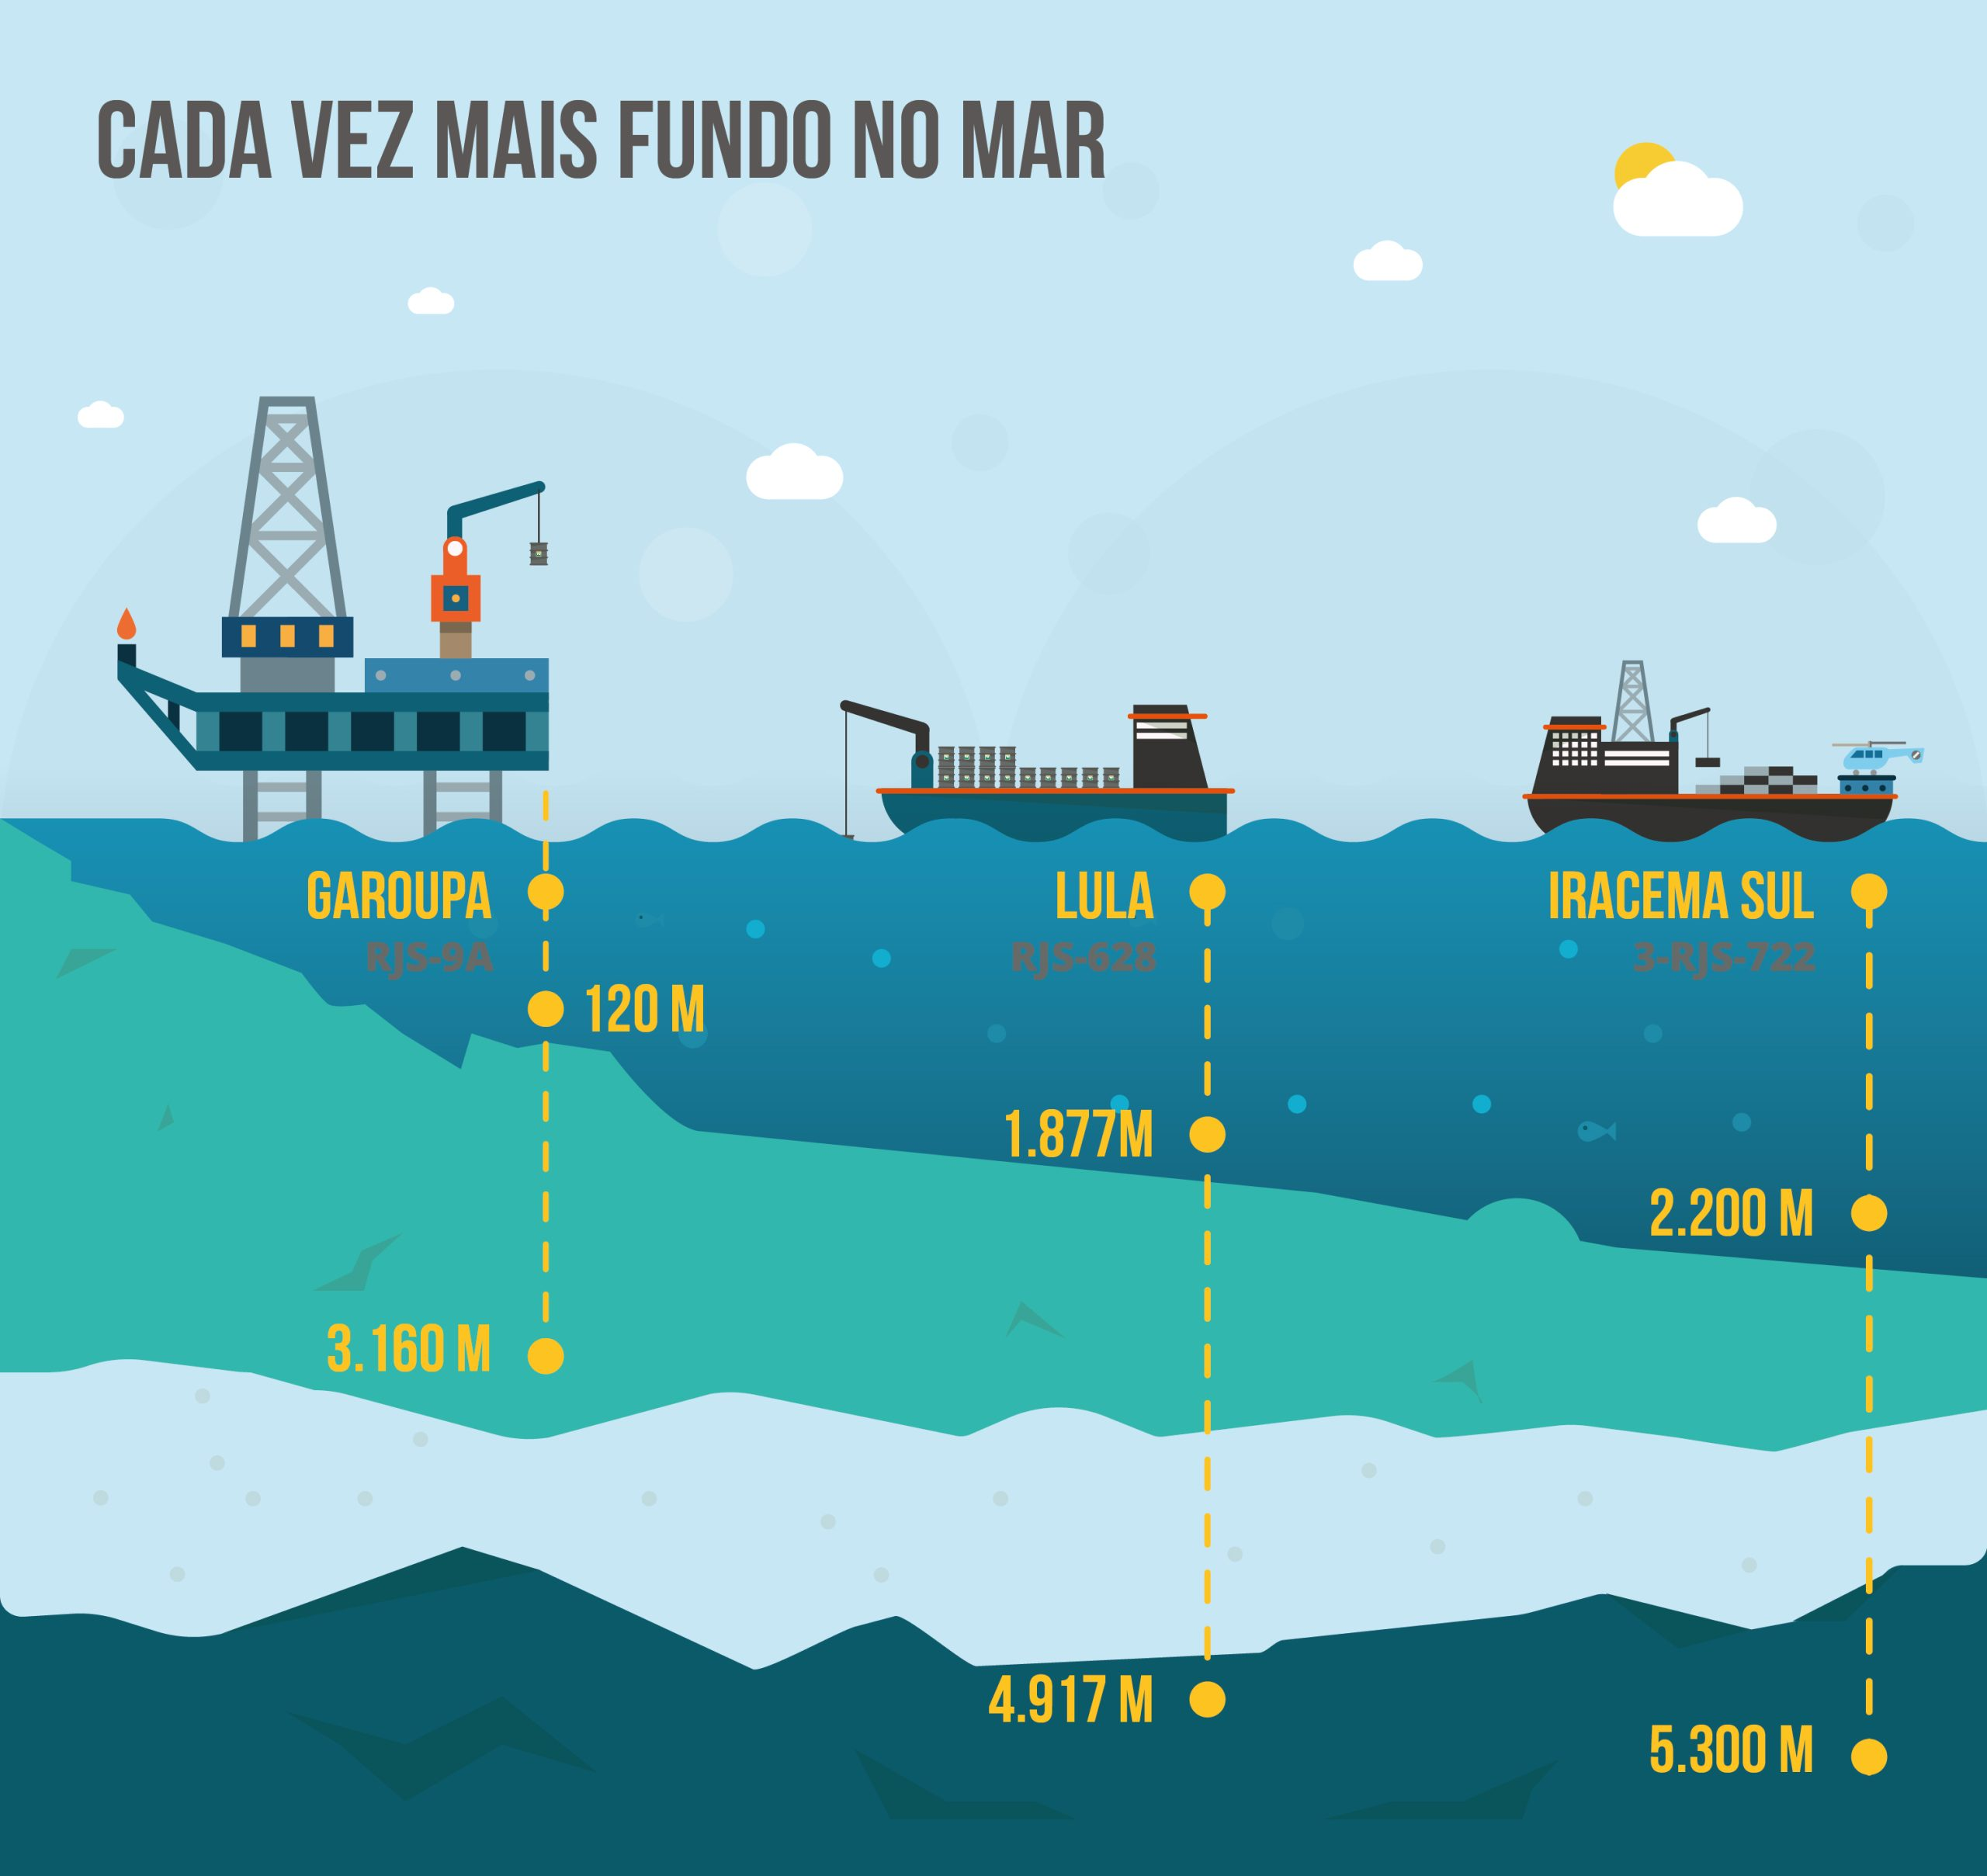 CADA VEZ MAIS FUNDO NO MAR
GAROUPA
RJS-9A
120 M
3.160 M
LULA
RJS-628
1.877M
4.917 M
IRACEMA SUL
3-RJS-722
2.200 M
5.300 M